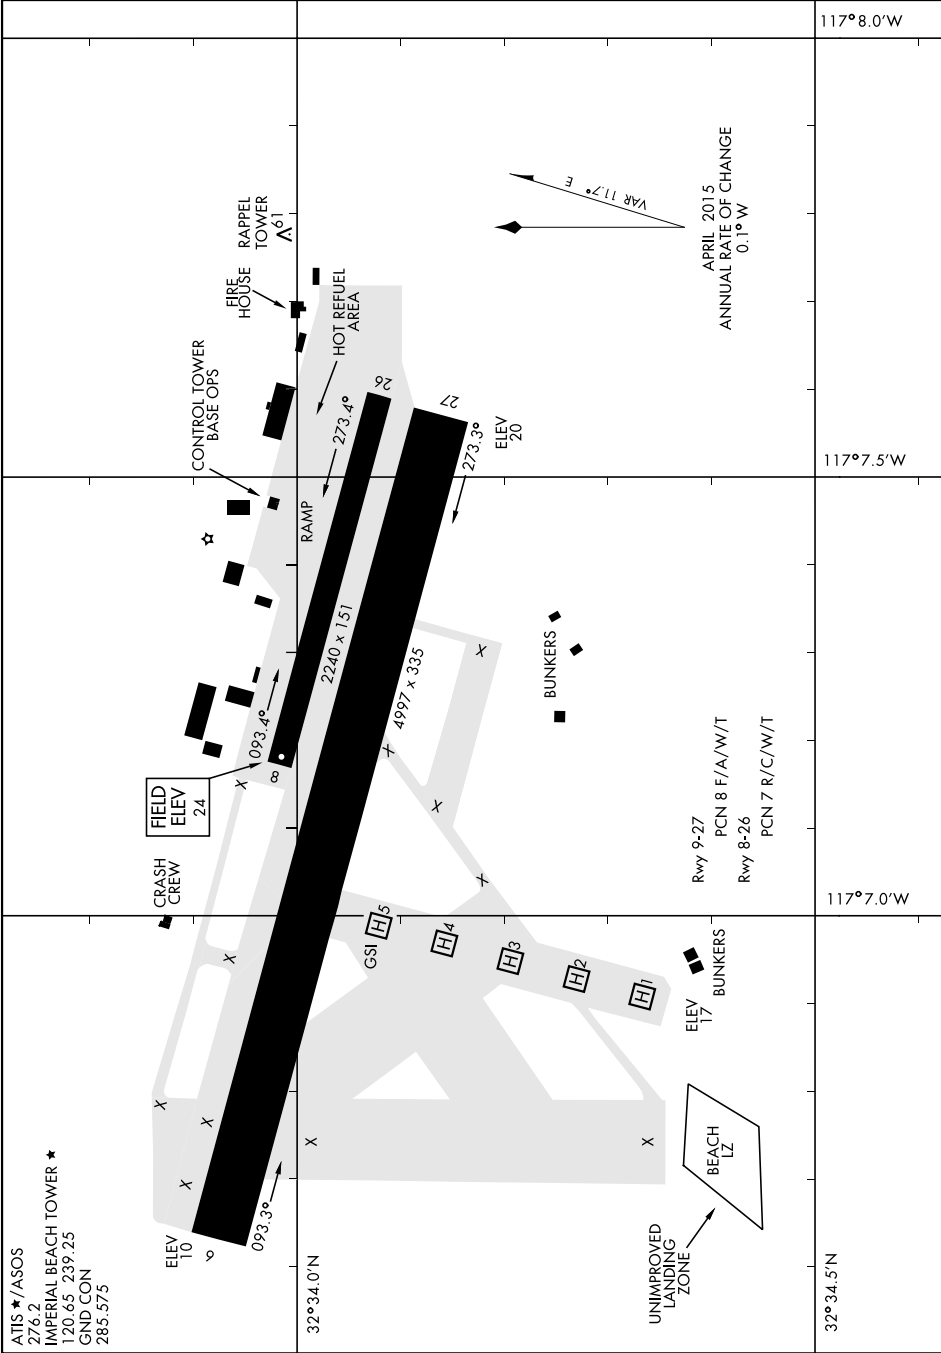 ATIS ★/ASOS
276.2
IMPERIAL BEACH TOWER ★
120.65 239.25
GND CON
285.575
117°8.0'W
117°7.5'W
117°7.0'W
32°34.0'N
32°34.5'N
RAPPEL
TOWER
61
FIRE
HOUSE
HOT REFUEL
AREA
CONTROL TOWER
BASE OPS
RAMP
FIELD
ELEV
24
CRASH
CREW
VAR 11.7° E
APRIL 2015
ANNUAL RATE OF CHANGE
0.1° W
273.4°
26
27
ELEV
20
273.3°
2240 x 151
093.4°
8
4997 x 335
X
X
X
X
X
X
X
X
X
X
X
BUNKERS
Rwy 9-27
PCN 8 F/A/W/T
Rwy 8-26
PCN 7 R/C/W/T
GSI
H 5
H 4
H 3
H 2
H 1
ELEV
17
BUNKERS
ELEV
10
9
093.3°
BEACH
LZ
UNIMPROVED
LANDING
ZONE